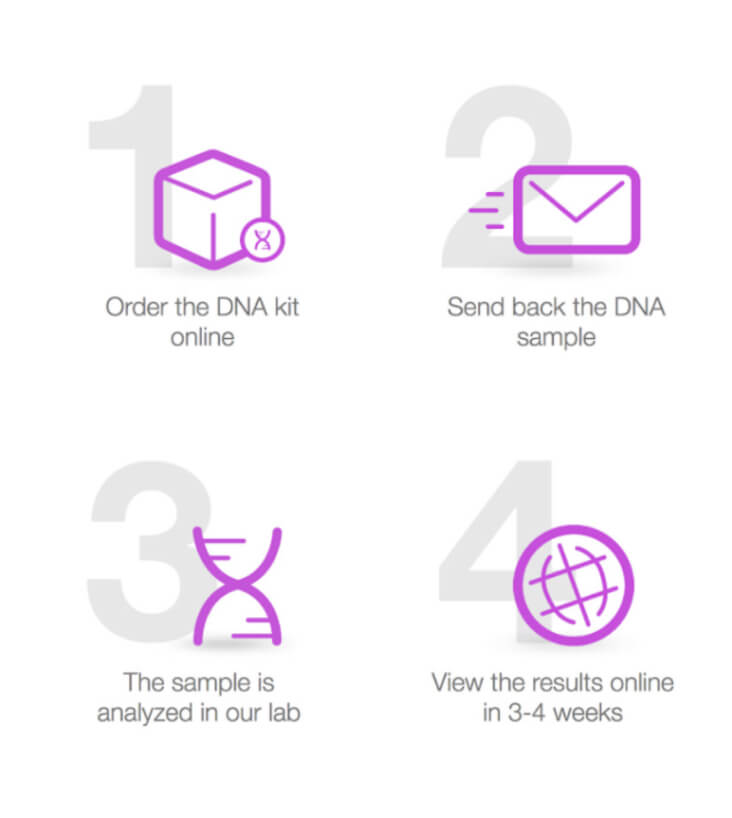 1
Order the DNA kit
online
2
Send back the DNA
sample
3
The sample is
analyzed in our lab
4
View the results online
in 3-4 weeks